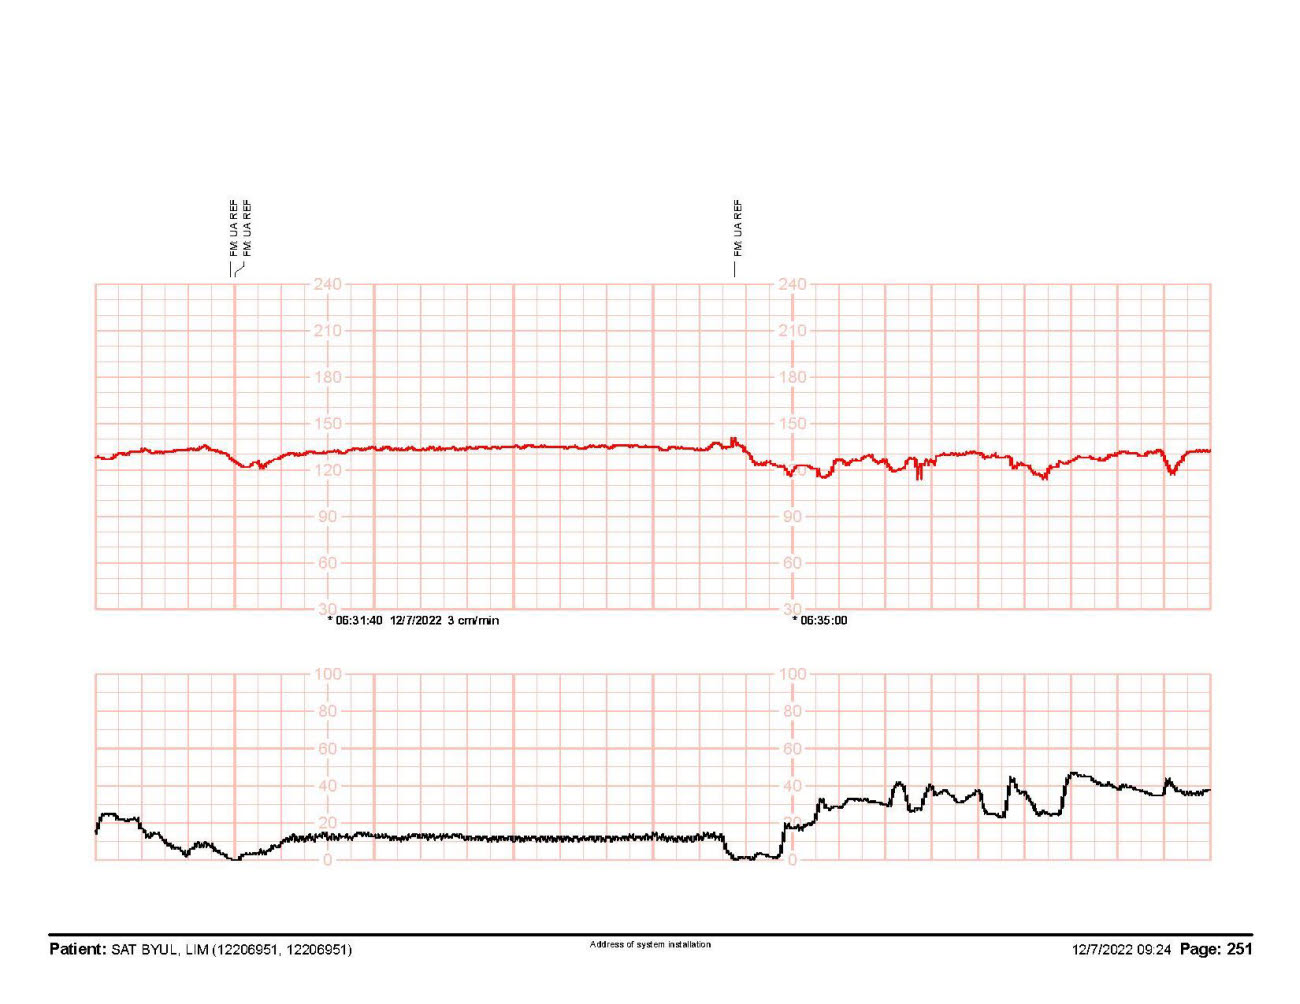 FM: UA REF
FM: UA REF
FM: UA REF
240 240
210 210
180 180
150 150
120 120
90 90
60 60
30 30
* 06:31:40 12/7/2022 3 cm/min * 06:35:00
100 100
80 80
60 60
40 40
20 20
0 0
Patient: SAT BYUL, LIM (12206951, 12206951) Address of system installation 12/7/2022 09:24 Page: 251